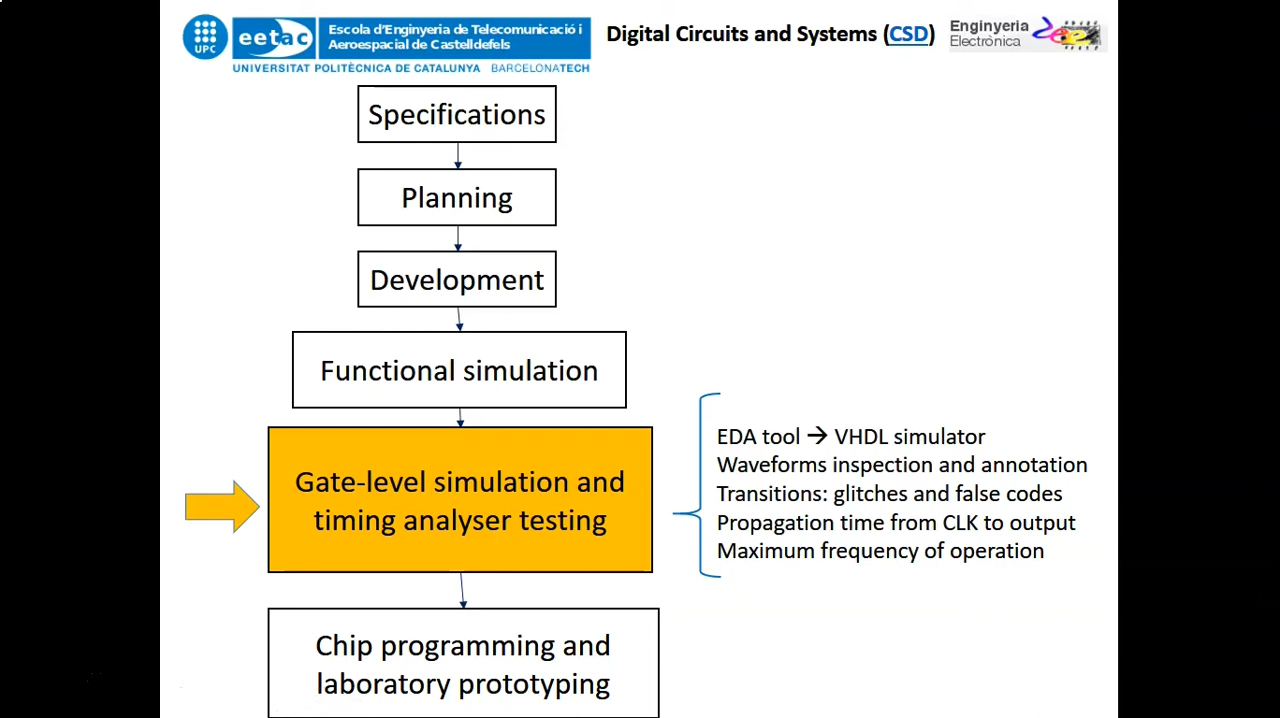 UPC
eetac
Escola d'Enginyeria de Telecomunicació i
Aeroespacial de Castelldefels
UNIVERSITAT POLITÈCNICA DE CATALUNYA BARCELONATECH
Digital Circuits and Systems (CSD)
Enginyeria
Electrònica
Specifications
Planning
Development
Functional simulation
Gate-level simulation and
timing analyser testing
EDA tool → VHDL simulator
Waveforms inspection and annotation
Transitions: glitches and false codes
Propagation time from CLK to output
Maximum frequency of operation
Chip programming and
laboratory prototyping